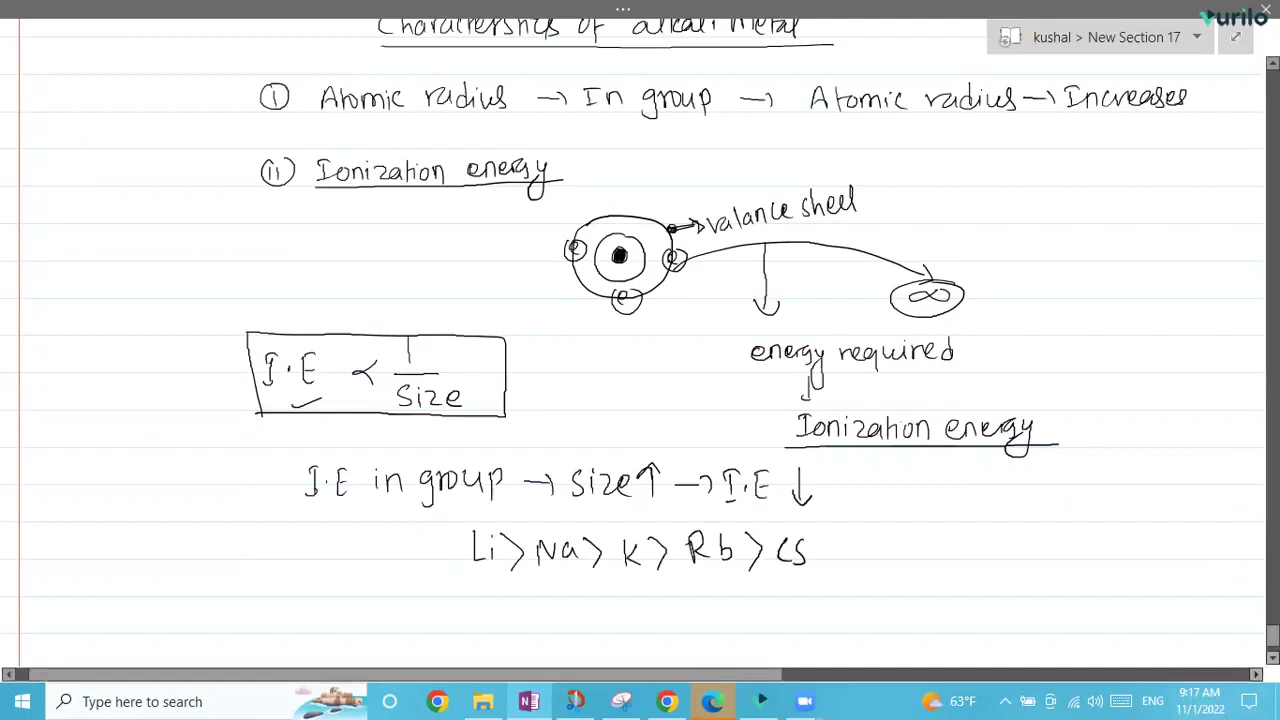 Yurilo
kushal > New Section 17
Characterstics of alkali metal
(i) Atomic radius → In group → Atomic radius → Increases
(ii) Ionization energy
valance shell
e e e
∞
I.E ∝ 1/Size
energy required
Ionization energy
I.E in group → Size↑ → I.E ↓
Li > Na > K > Rb > CS
Type here to search
63°F
ENG
9:17 AM
11/1/2022